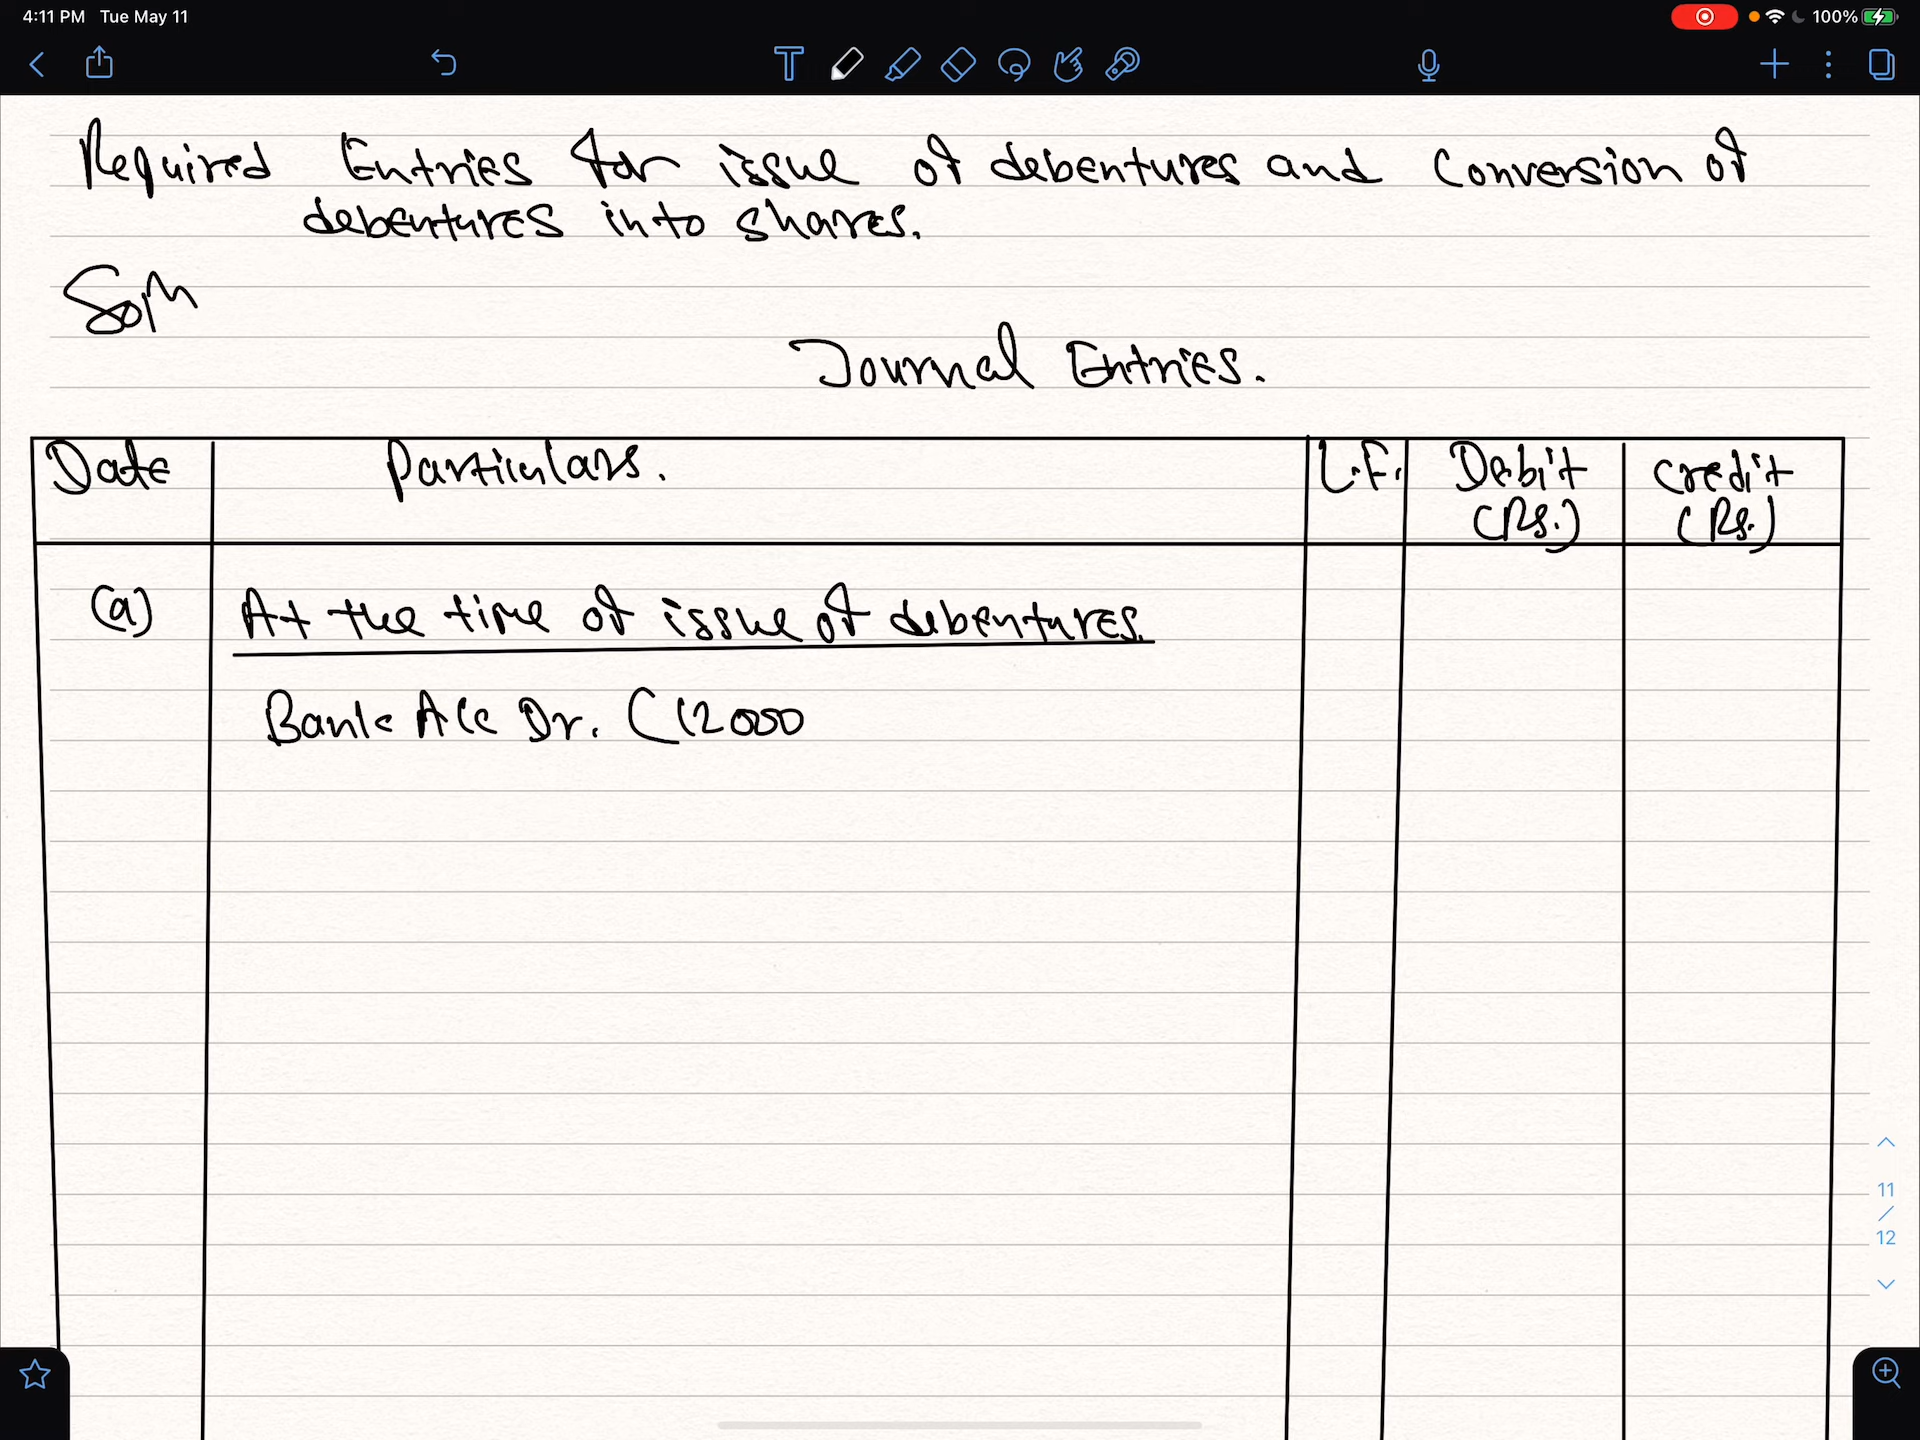 4:11 PM Tue May 11
100%
T
Required Entries for issue of debentures and Conversion of
debentures into shares.
Soln
Journal Entries.
Date Particulars. L.F. Debit (Rs.) Credit (Rs.)
(a) At the time of issue of debentures.
Bank A/c Dr. (12000
11
/
12